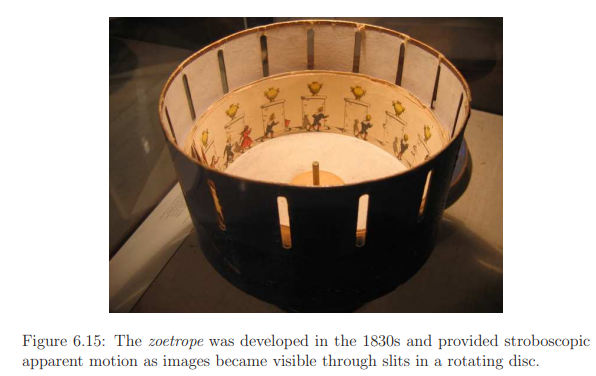 Figure 6.15: The zoetrope was developed in the 1830s and provided stroboscopic
apparent motion as images became visible through slits in a rotating disc.